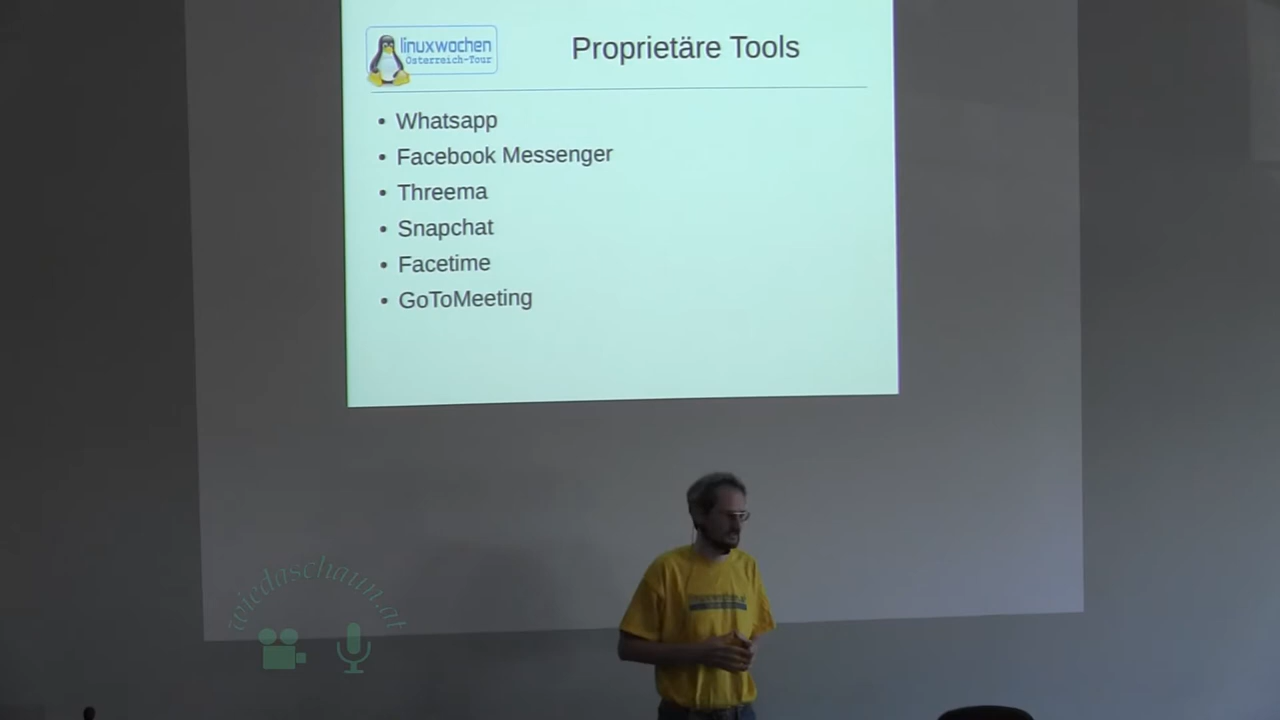 linuxwochen
Österreich-Tour
Proprietäre Tools
• Whatsapp
• Facebook Messenger
• Threema
• Snapchat
• Facetime
• GoToMeeting
wiedaschaun.at